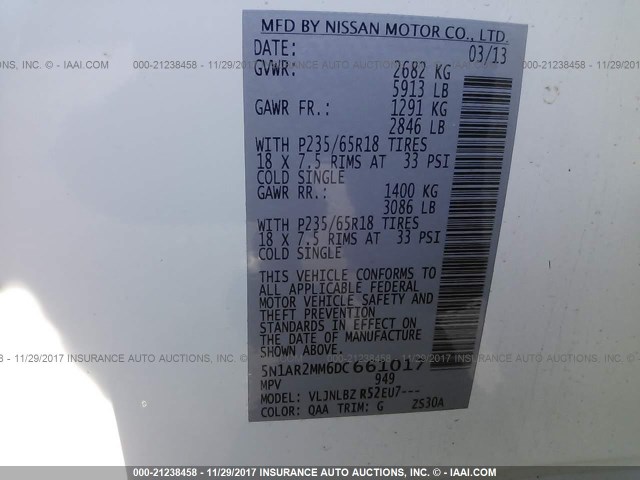 MFD BY NISSAN MOTOR CO., LTD.
DATE: 03/13
GVWR: 2682 KG
5913 LB
GAWR FR.: 1291 KG
2846 LB
WITH P235/65R18 TIRES
18 X 7.5 RIMS AT 33 PSI
COLD SINGLE
GAWR RR.: 1400 KG
3086 LB
WITH P235/65R18 TIRES
18 X 7.5 RIMS AT 33 PSI
COLD SINGLE
THIS VEHICLE CONFORMS TO
ALL APPLICABLE FEDERAL
MOTOR VEHICLE SAFETY AND
THEFT PREVENTION
STANDARDS IN EFFECT ON
THE DATE OF MANUFACTURE
SHOWN ABOVE.
5N1AR2MM6DC661017
MPV 949
MODEL: VLJNLBZ R52EU7---
COLOR: QAA TRIM: G 2S30A
000-21238458 - 11/29/2017 INSURANCE AUTO AUCTIONS SERVICE CENTER © - IAAI.COM